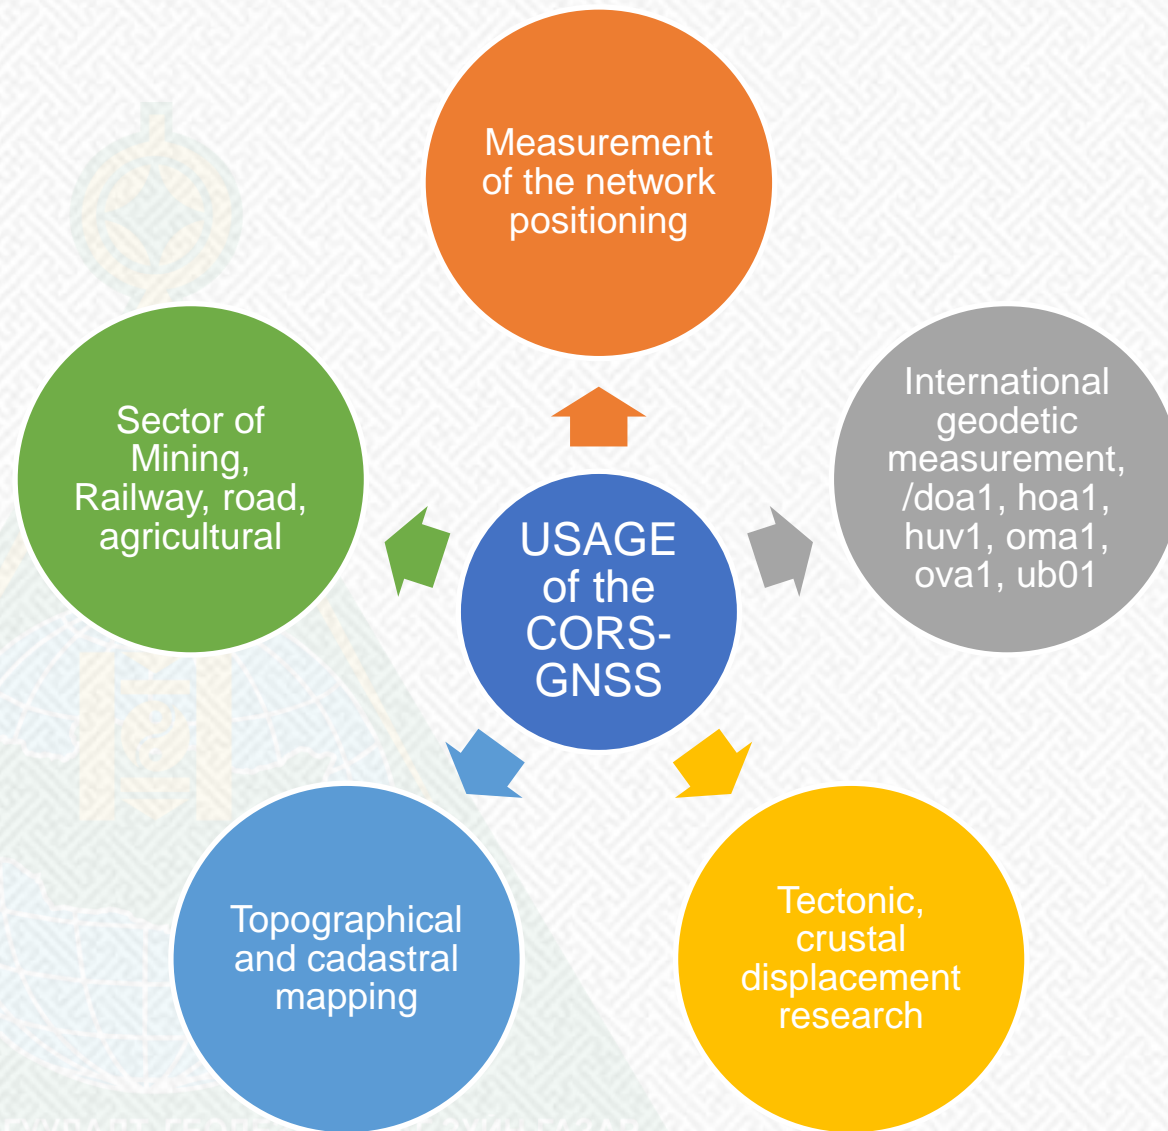 Measurement
of the network
positioning
International
geodetic
measurement,
/doa1, hoa1,
huv1, oma1,
ova1, ub01
Tectonic,
crustal
displacement
research
Topographical
and cadastral
mapping
Sector of
Mining,
Railway, road,
agricultural
USAGE
of the
CORS-
GNSS